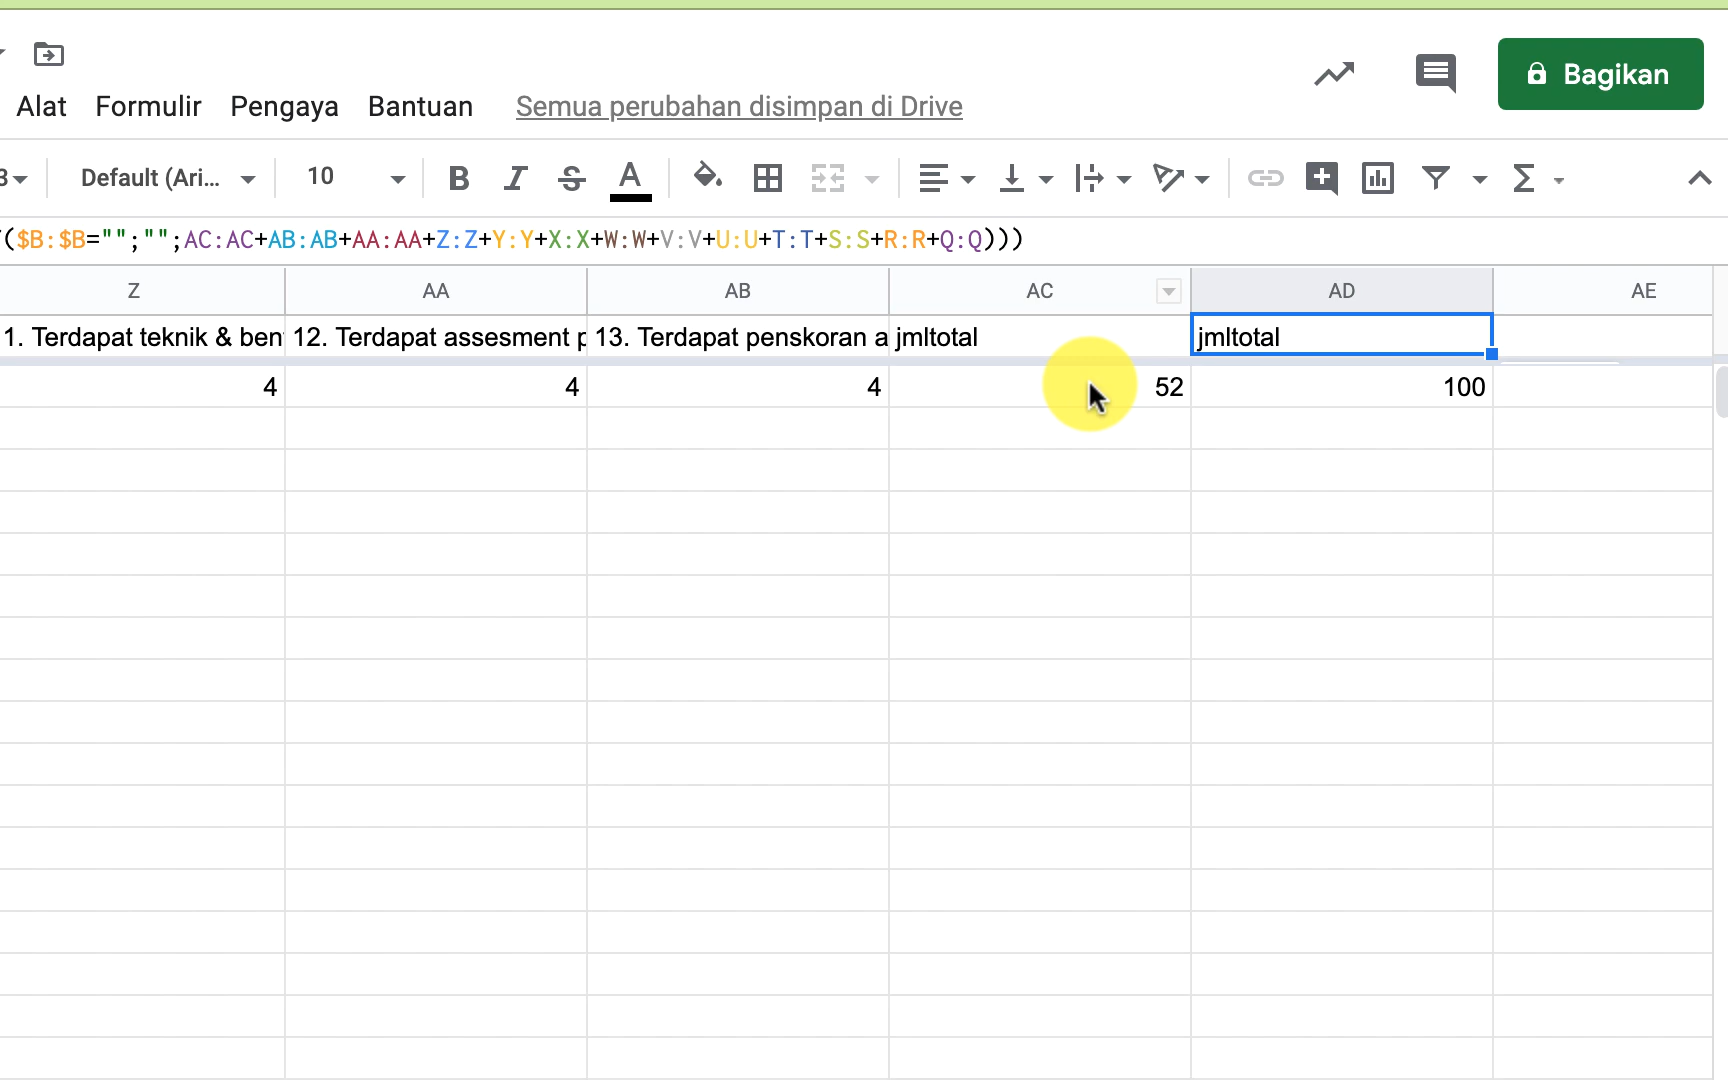 Bagikan
Alat Formulir Pengaya Bantuan Semua perubahan disimpan di Drive
Default (Ari... 10 B I S A Σ
($B:$B="";"";AC:AC+AB:AB+AA:AA+Z:Z+Y:Y+X:X+W:W+V:V+U:U+T:T+S:S+R:R+Q:Q)))
Z AA AB AC AD AE
1. Terdapat teknik & ben 12. Terdapat assesment p 13. Terdapat penskoran a jmltotal jmltotal
4 4 4 52 100